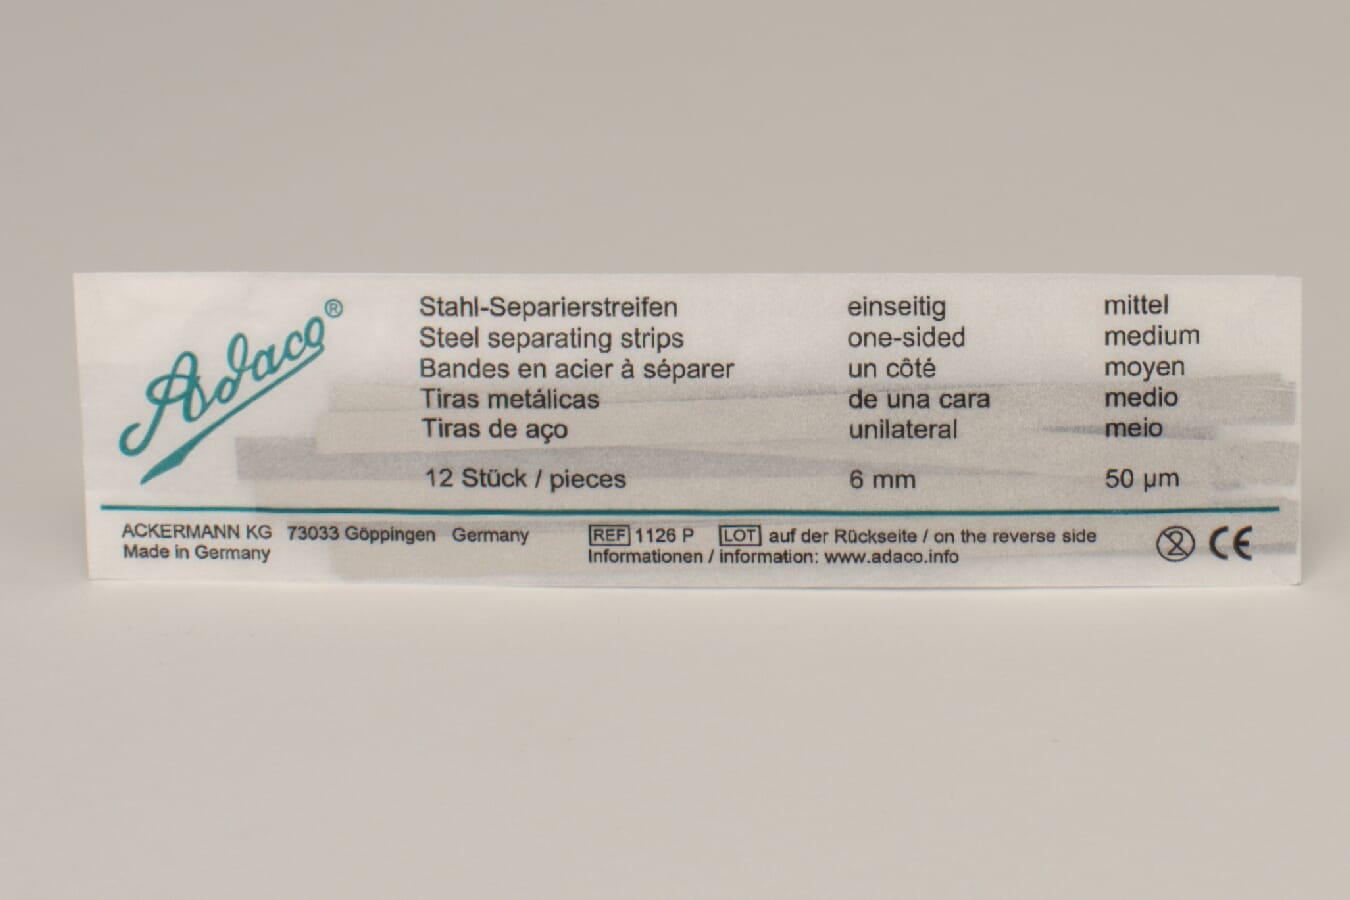 Adaco®
Stahl-Separierstreifen einseitig mittel
Steel separating strips one-sided medium
Bandes en acier à séparer un côté moyen
Tiras metálicas de una cara medio
Tiras de aço unilateral meio
12 Stück / pieces 6 mm 50 µm
ACKERMANN KG 73033 Göppingen Germany
Made in Germany
REF 1126 P LOT auf der Rückseite / on the reverse side
Informationen / information: www.adaco.info
2 CE